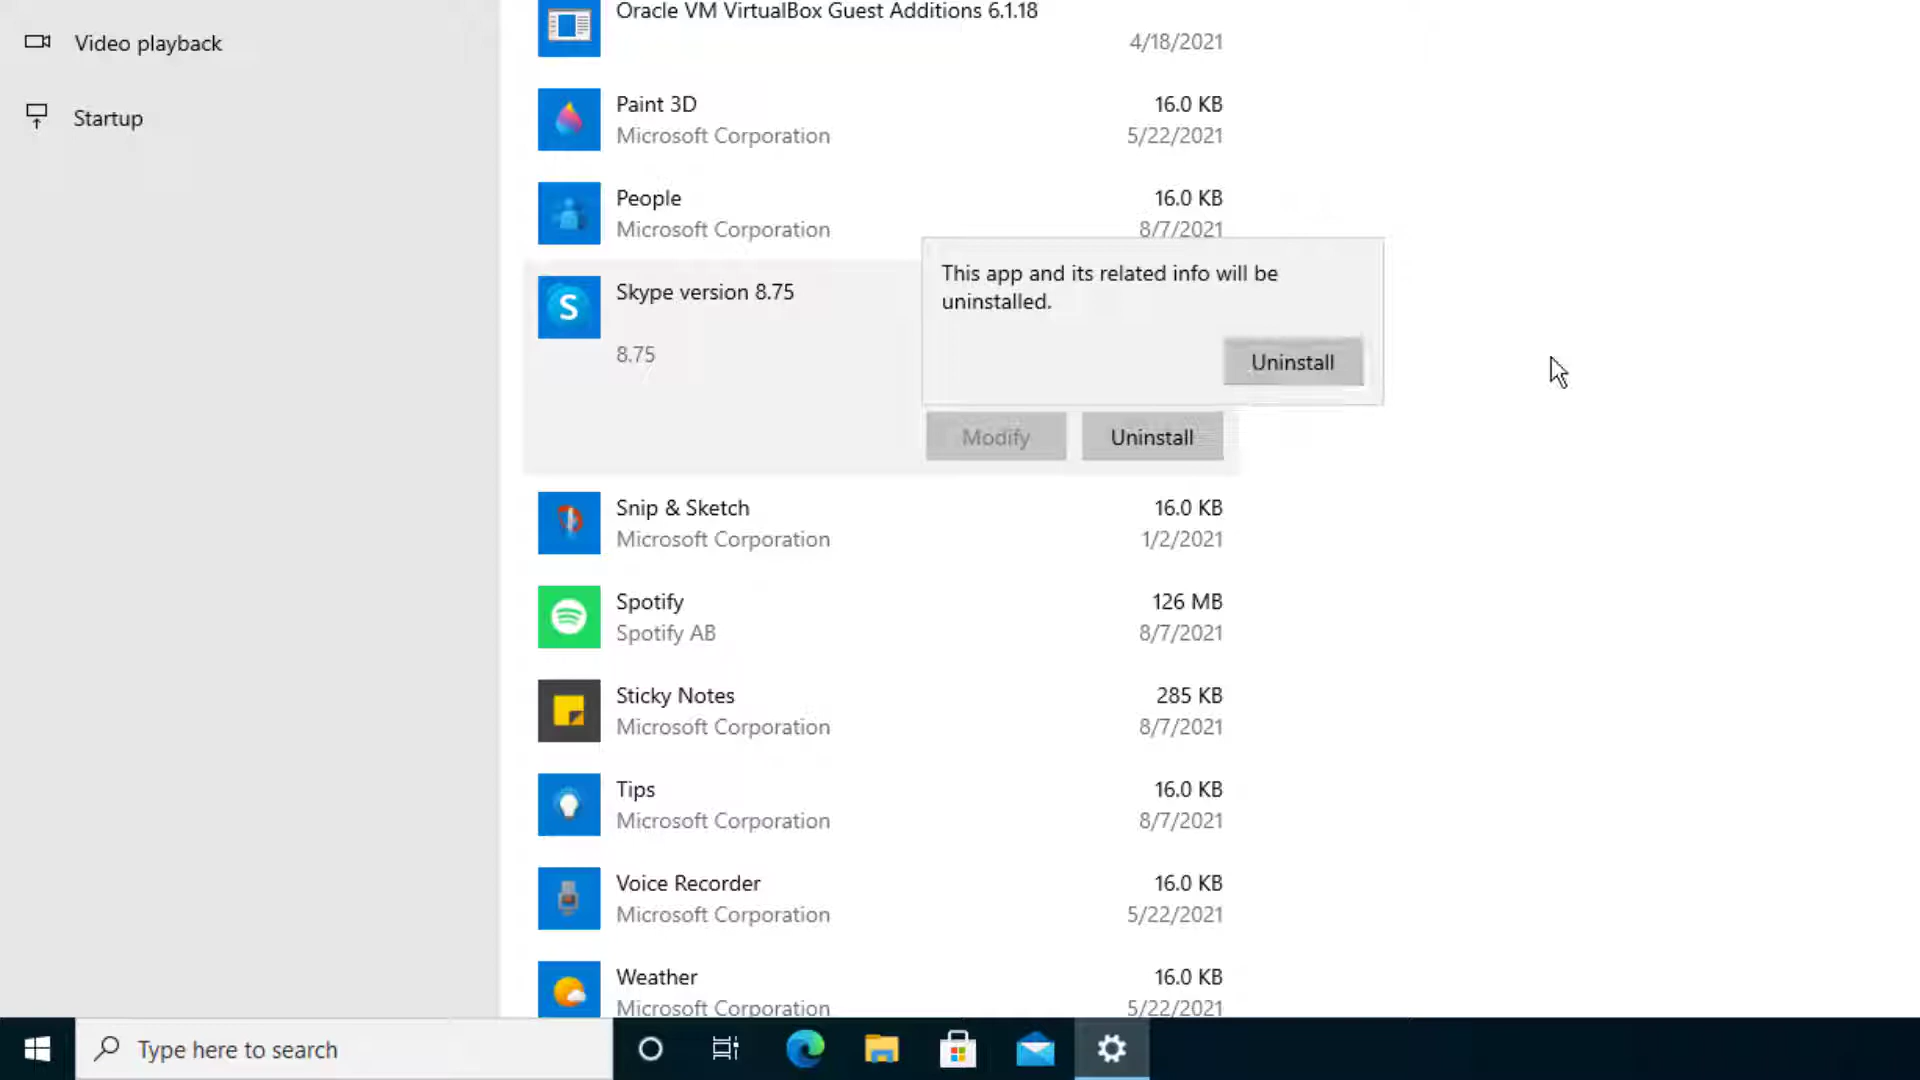 Video playback
Startup
Oracle VM VirtualBox Guest Additions 6.1.18
4/18/2021
Paint 3D 16.0 KB
Microsoft Corporation 5/22/2021
People 16.0 KB
Microsoft Corporation 8/7/2021
Skype version 8.75
8.75
This app and its related info will be
uninstalled.
Uninstall
Modify Uninstall
Snip & Sketch 16.0 KB
Microsoft Corporation 1/2/2021
Spotify 126 MB
Spotify AB 8/7/2021
Sticky Notes 285 KB
Microsoft Corporation 8/7/2021
Tips 16.0 KB
Microsoft Corporation 8/7/2021
Voice Recorder 16.0 KB
Microsoft Corporation 5/22/2021
Weather 16.0 KB
Microsoft Corporation 5/22/2021
Type here to search